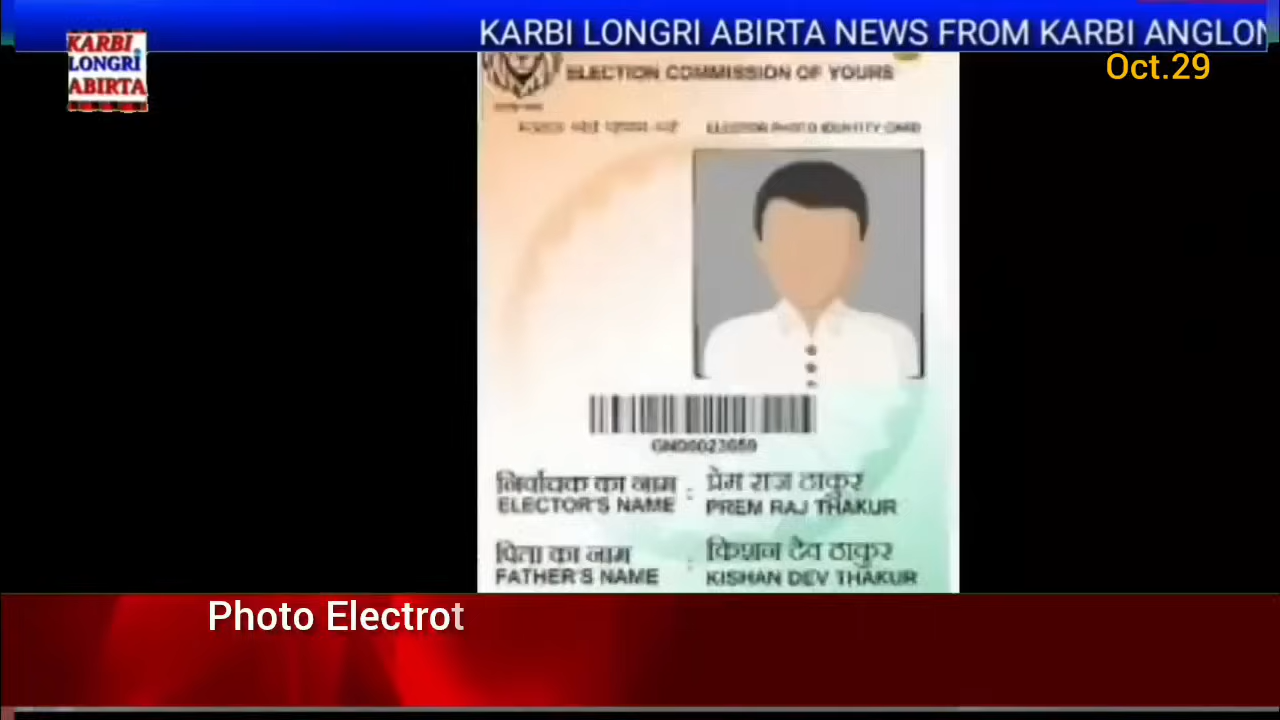 KARBI LONGRI ABIRTA NEWS FROM KARBI ANGLON
KARBI
LONGRI
ABIRTA
Oct.29
ELECTION COMMISSION OF YOURS
ELECTOR PHOTO IDENTITY CARD
निर्वाचक का नाम : प्रेम राज ठाकुर
ELECTOR'S NAME PREM RAJ THAKUR
पिता का नाम : किशन देव ठाकुर
FATHER'S NAME KISHAN DEV THAKUR
Photo Electrot